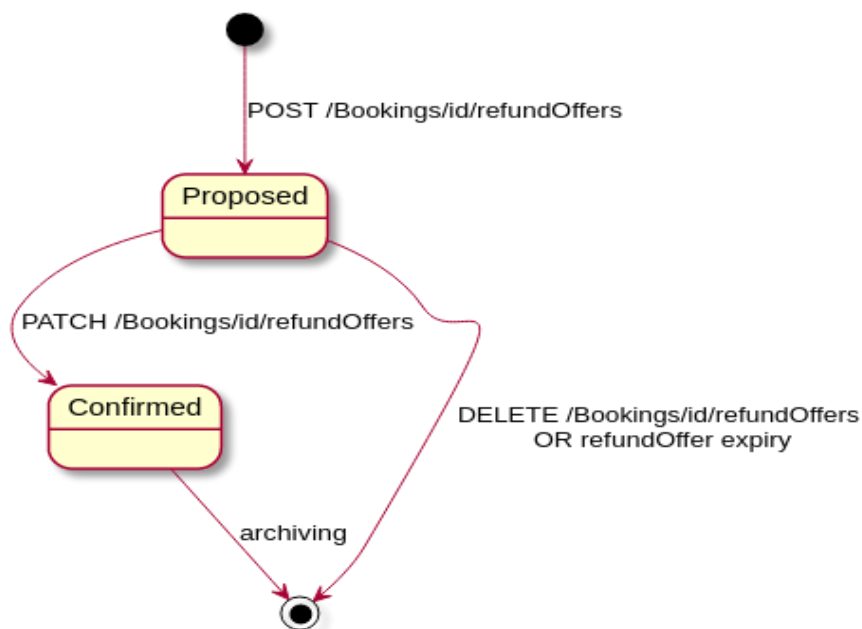 POST /Bookings/id/refundOffers
Proposed
PATCH /Bookings/id/refundOffers
Confirmed
DELETE /Bookings/id/refundOffers
OR refundOffer expiry
archiving